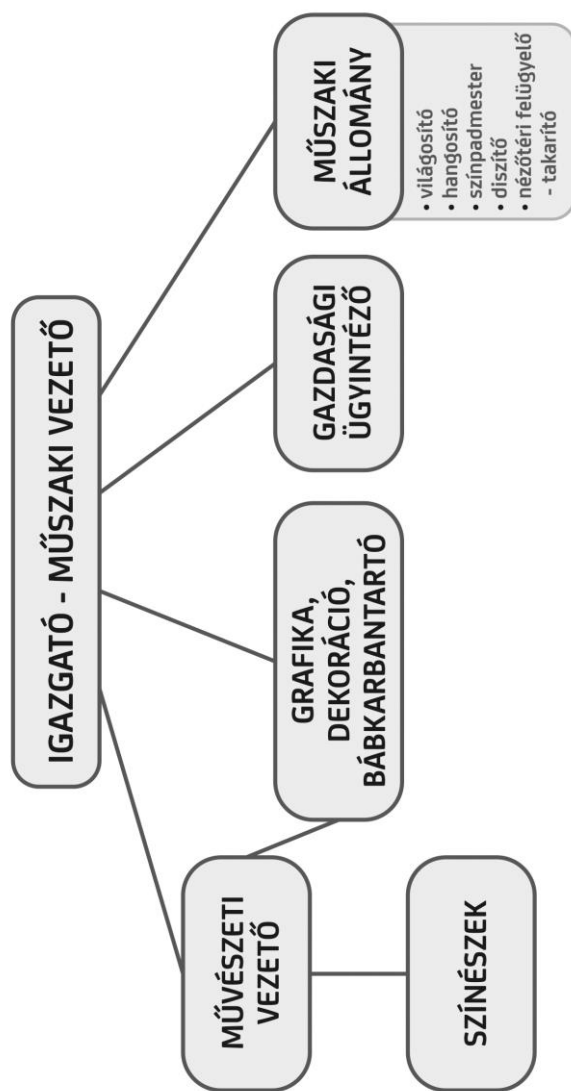 IGAZGATÓ - MŰSZAKI VEZETŐ
MŰVÉSZETI
VEZETŐ
GRAFIKA,
DEKORÁCIÓ,
BÁBKARBANTARTÓ
GAZDASÁGI
ÜGYINTÉZŐ
MŰSZAKI
ÁLLOMÁNY
• világosító
• hangosító
• színpadmester
• díszítő
• nézőtéri felügyelő
- takarító
SZÍNÉSZEK